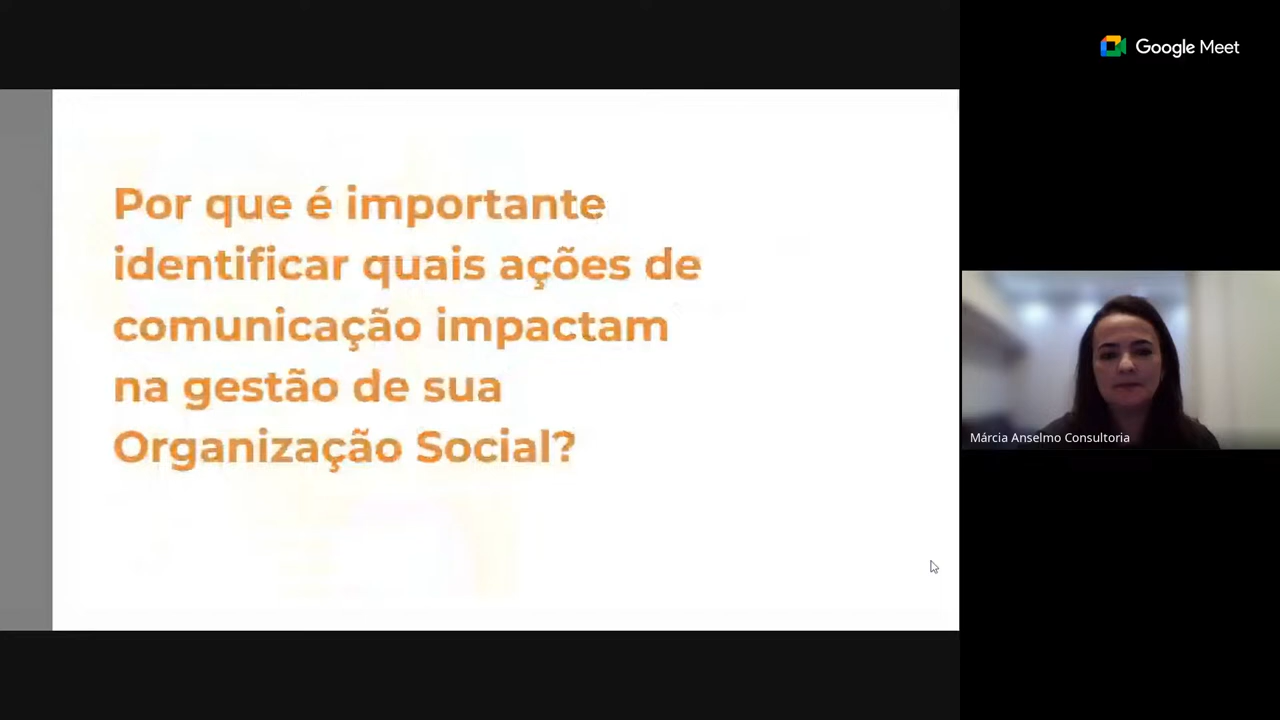 Google Meet
Por que é importante
identificar quais ações de
comunicação impactam
na gestão de sua
Organização Social?
Márcia Anselmo Consultoria